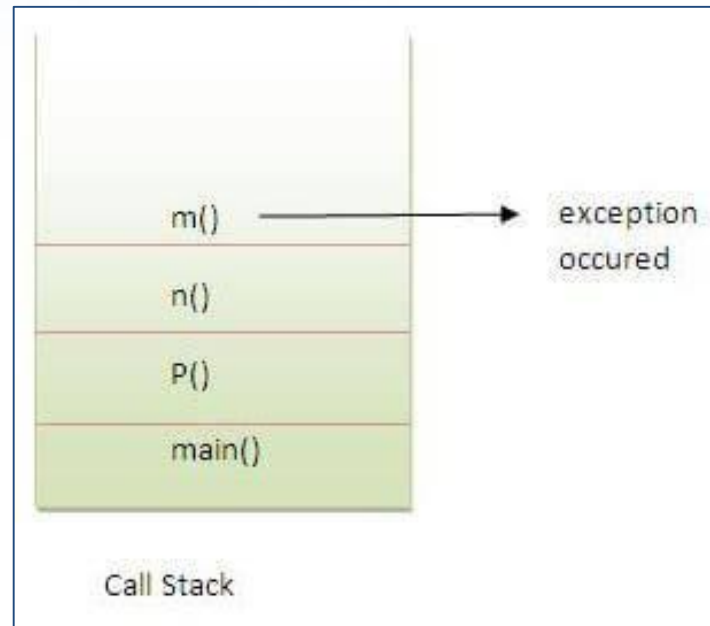 m()
exception
occured
n()
P()
main()
Call Stack